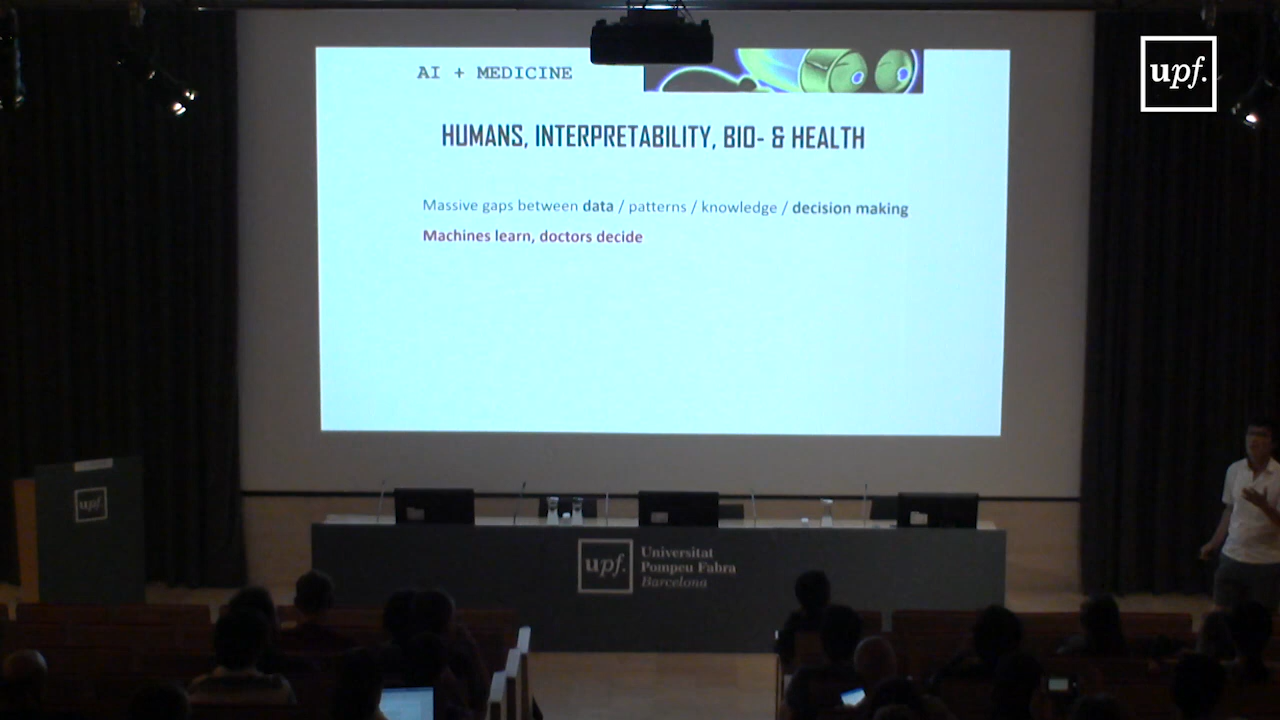 AI + MEDICINE
HUMANS, INTERPRETABILITY, BIO- & HEALTH
Massive gaps between data / patterns / knowledge / decision making
Machines learn, doctors decide
upf.
upf.
upf.
Universitat
Pompeu Fabra
Barcelona